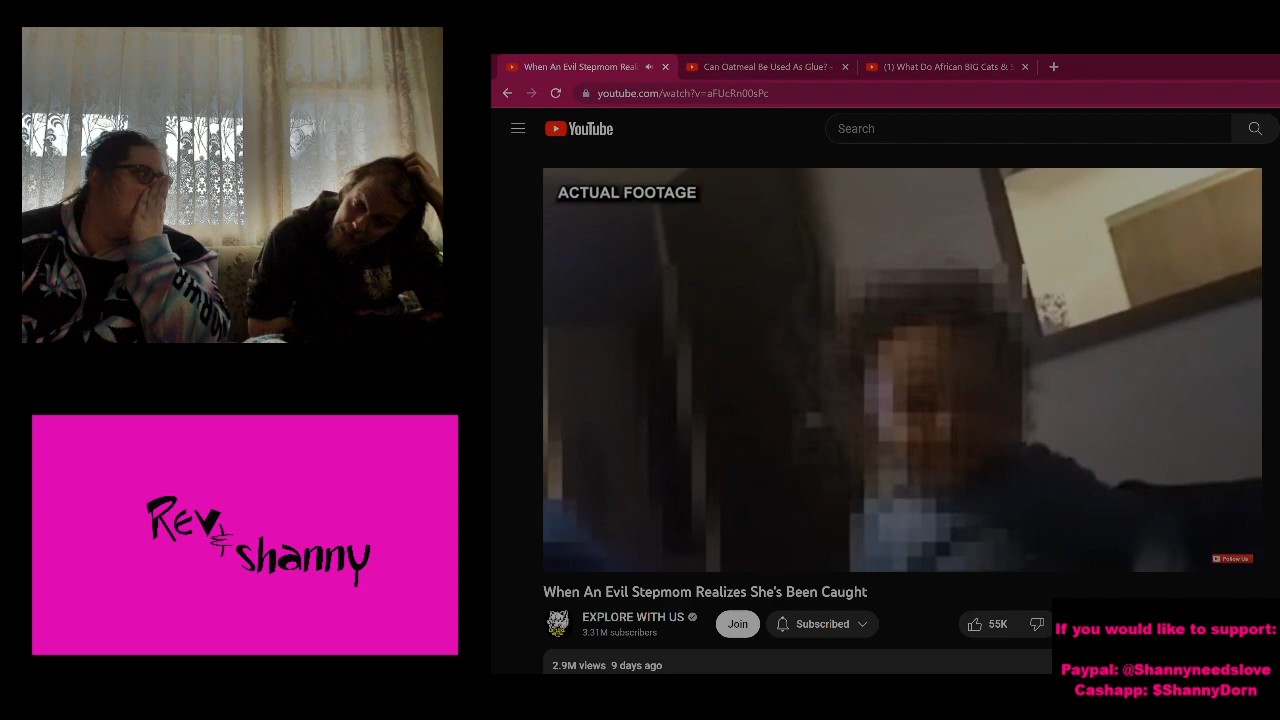 When An Evil Stepmom Reali
Can Oatmeal Be Used As Glue? -
(1) What Do African BIG Cats &
youtube.com/watch?v=aFUcRn00sPc
YouTube
Search
ACTUAL FOOTAGE
Follow Us
Rev
&
shanny
When An Evil Stepmom Realizes She's Been Caught
EXPLORE WITH US
3.31M subscribers
Join
Subscribed
55K
2.9M views 9 days ago
If you would like to support:
Paypal: @Shannyneedslove
Cashapp: $ShannyDorn